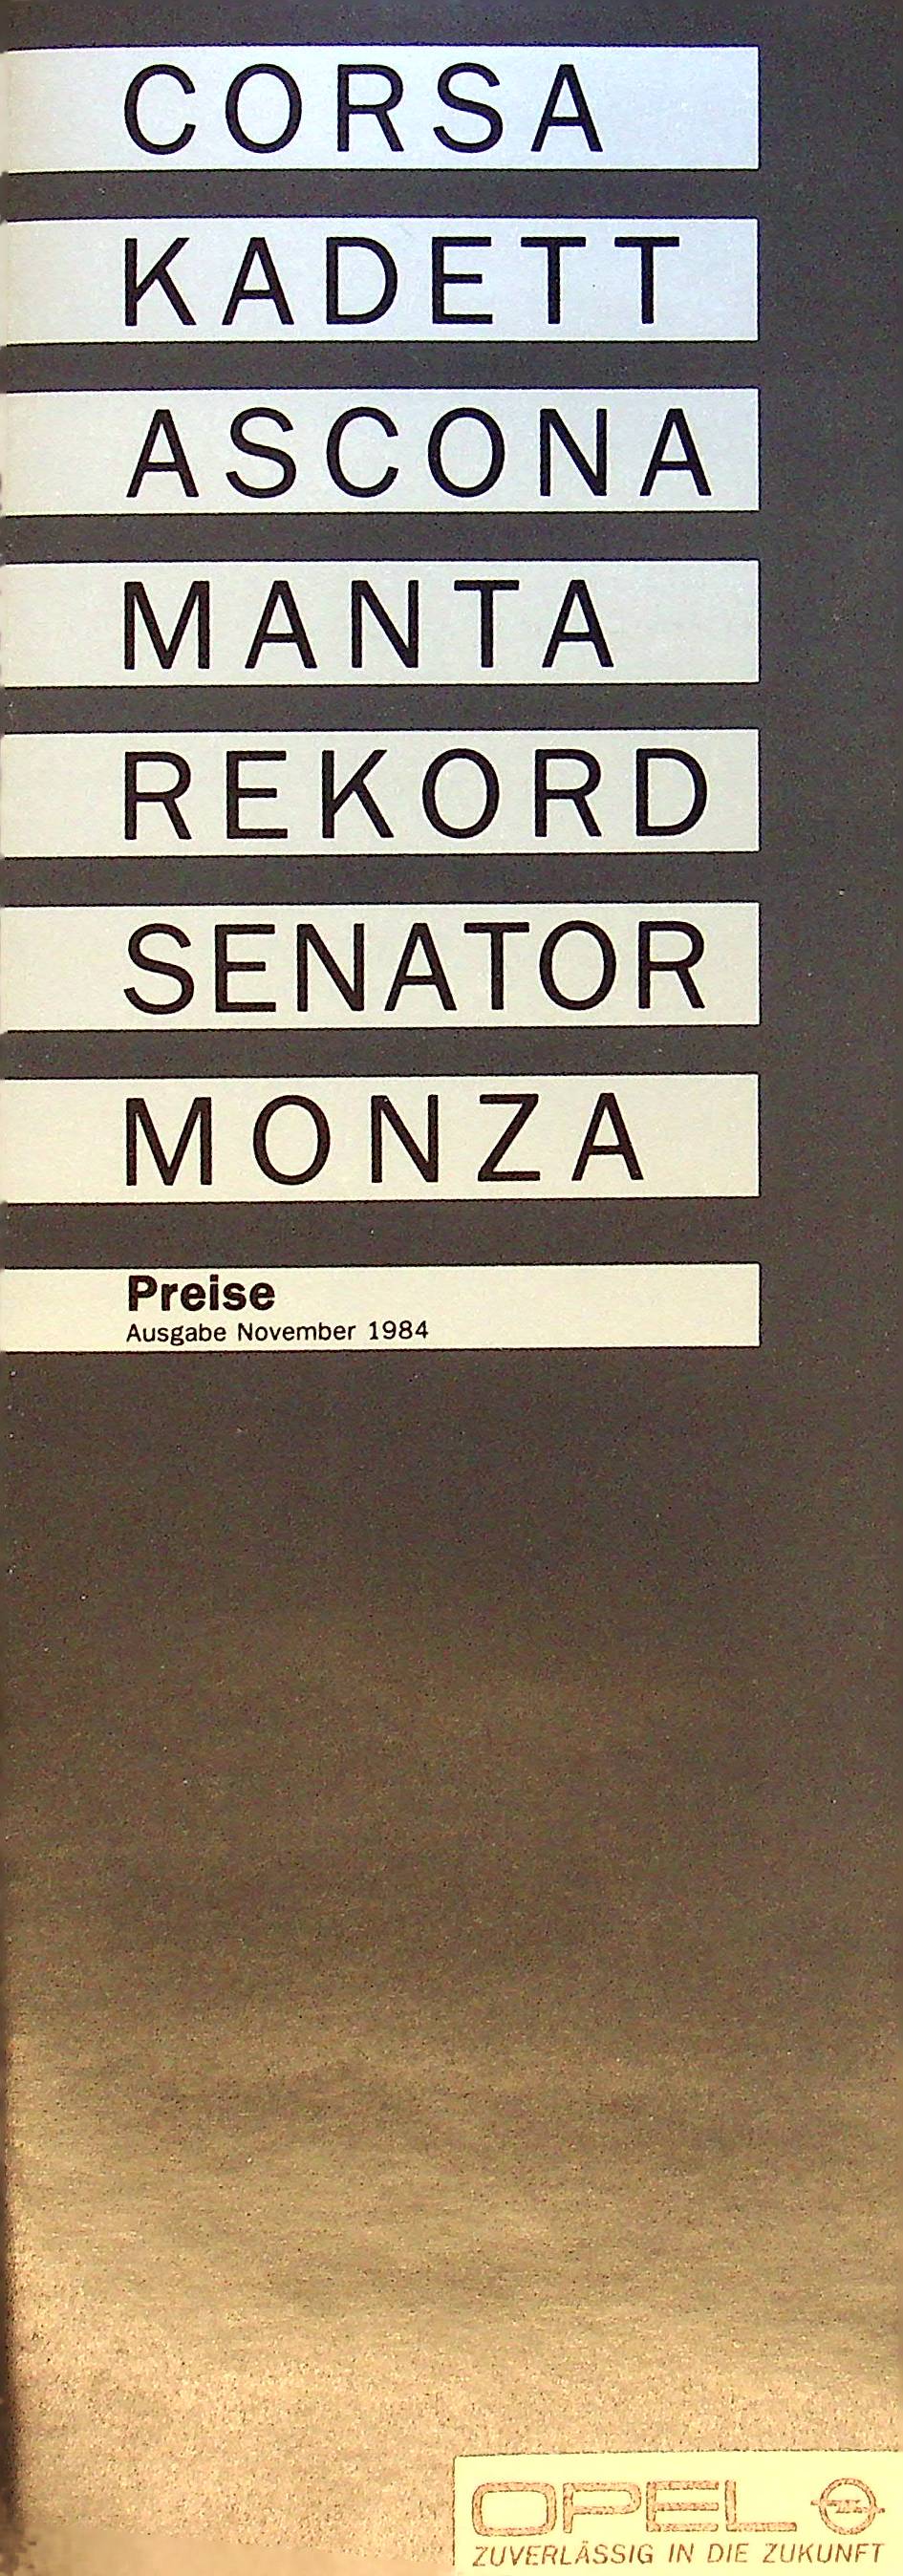 CORSA
KADETT
ASCONA
MANTA
REKORD
SENATOR
MONZA
Preise
Ausgabe November 1984
OPEL
ZUVERLÄSSIG IN DIE ZUKUNFT